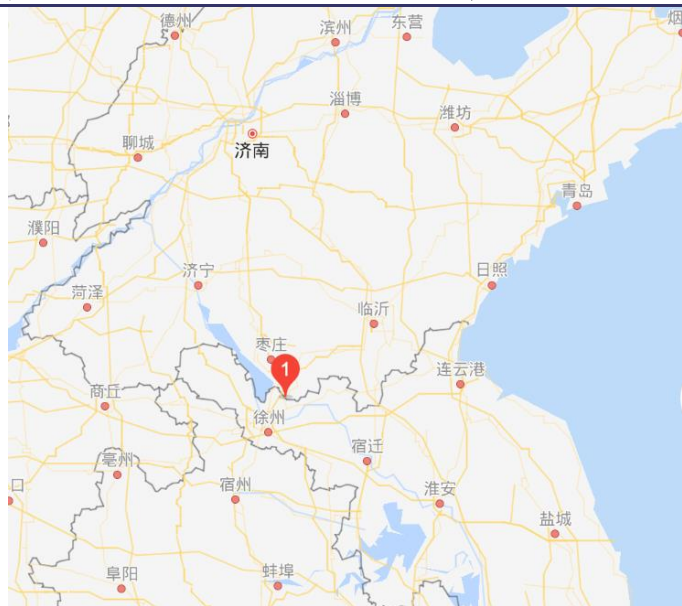 德州
滨州
东营
烟
淄博
潍坊
聊城
济南
青岛
濮阳
济宁
日照
菏泽
临沂
枣庄
1
连云港
商丘
徐州
宿迁
亳州
口
宿州
淮安
盐城
阜阳
蚌埠